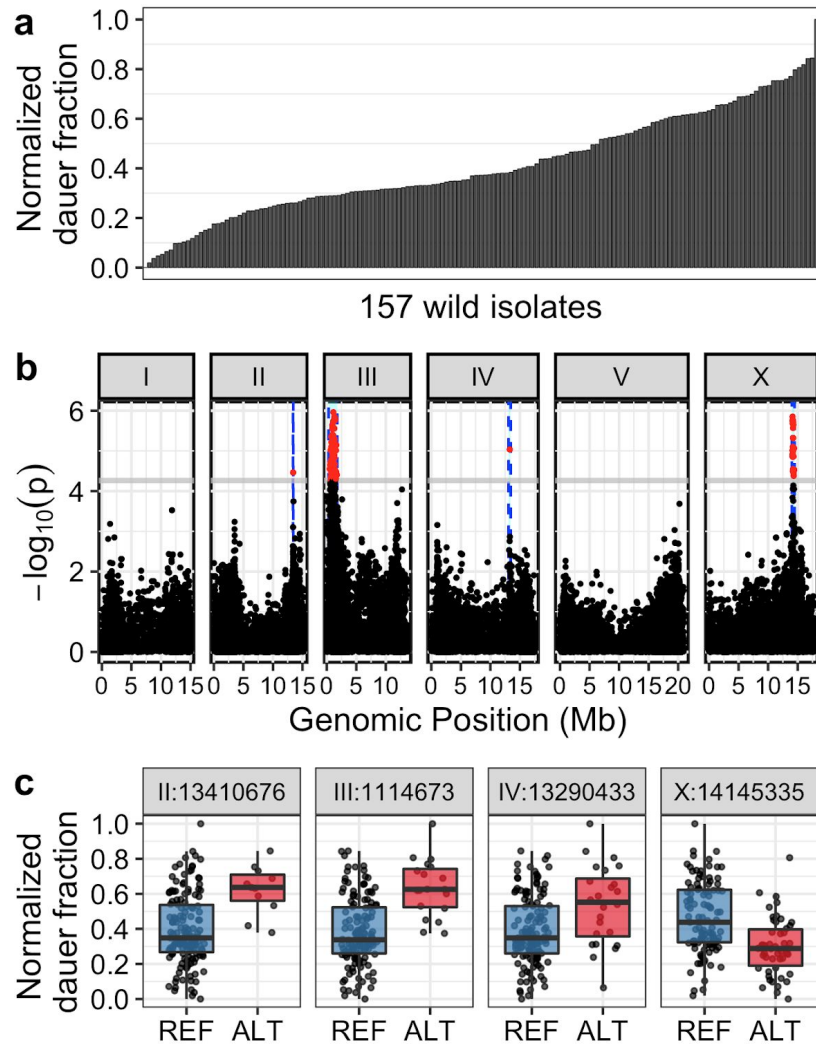 a
Normalized
dauer fraction
1.0
0.8
0.6
0.4
0.2
0.0
157 wild isolates
b
I II III IV V X
−log₁₀(p)
6
4
2
0
0 5 10 15 0 5 10 15 0 5 10 0 5 10 15 0 5 10 15 20 0 5 10 15
Genomic Position (Mb)
c
II:13410676 III:1114673 IV:13290433 X:14145335
Normalized
dauer fraction
1.0
0.8
0.6
0.4
0.2
0.0
REF ALT REF ALT REF ALT REF ALT